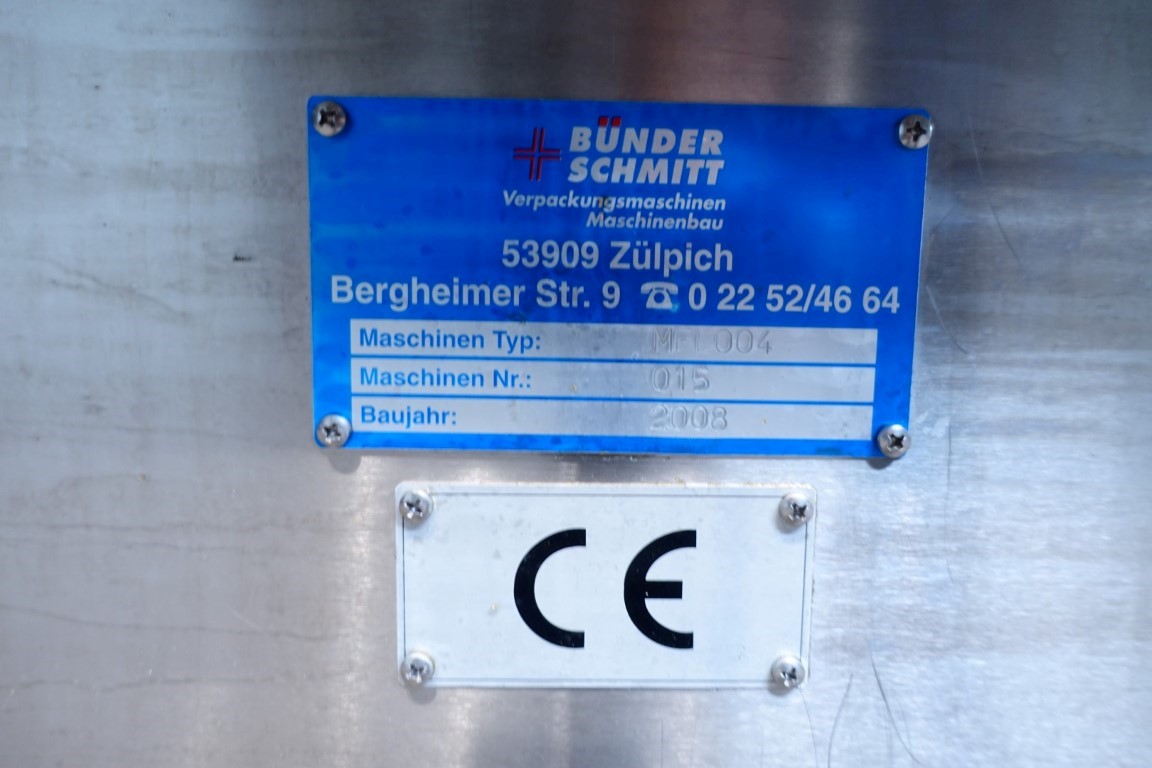 BÜNDER
SCHMITT
Verpackungsmaschinen
Maschinenbau
53909 Zülpich
Bergheimer Str. 9 ☎ 0 22 52/46 64
Maschinen Typ: 004
Maschinen Nr.: 015
Baujahr: 2008
CE